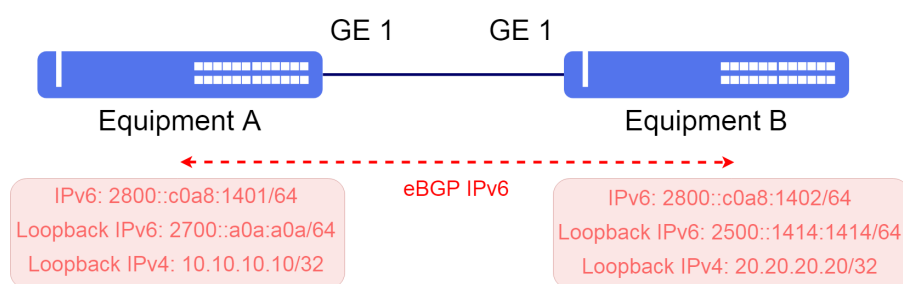 GE 1
GE 1
Equipment A
Equipment B
eBGP IPv6
IPv6: 2800::c0a8:1401/64
Loopback IPv6: 2700::a0a:a0a/64
Loopback IPv4: 10.10.10.10/32
IPv6: 2800::c0a8:1402/64
Loopback IPv6: 2500::1414:1414/64
Loopback IPv4: 20.20.20.20/32